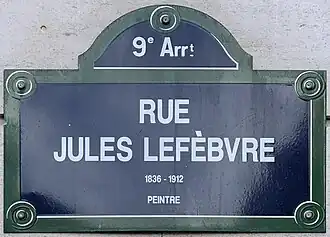 9e Arrt
RUE
JULES LEFÈBVRE
1836 - 1912
PEINTRE